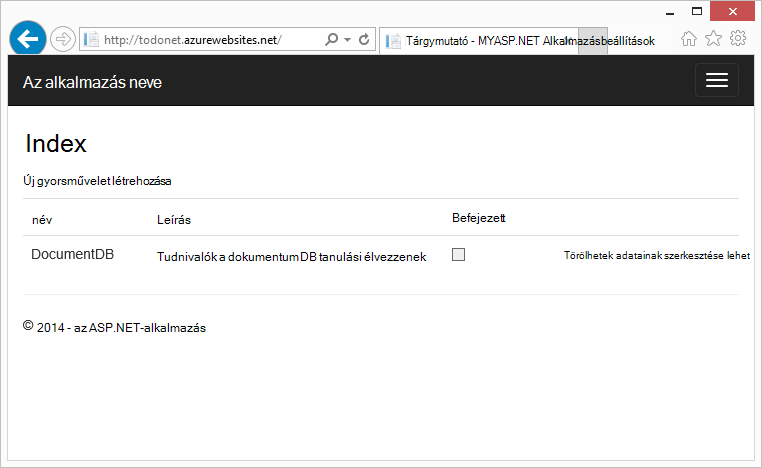 http://todonet.azurewebsites.net/
Tárgymutató - MYASP.NET Alkalmazásbeállítások
Az alkalmazás neve
Index
Új gyorsművelet létrehozása
név Leírás Befejezett
DocumentDB Tudnivalók a dokumentum DB tanulási élvezzenek Törölhetek adatainak szerkesztése lehet
© 2014 - az ASP.NET-alkalmazás